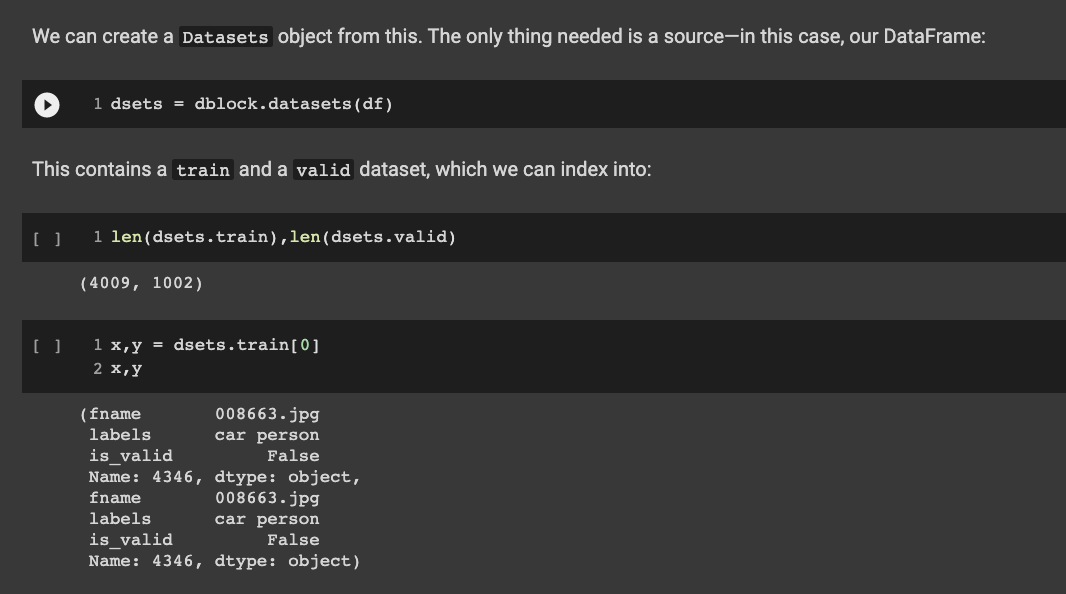 We can create a Datasets object from this. The only thing needed is a source—in this case, our DataFrame:
1 dsets = dblock.datasets(df)
This contains a train and a valid dataset, which we can index into:
[ ] 1 len(dsets.train),len(dsets.valid)
(4009, 1002)
[ ] 1 x,y = dsets.train[0]
2 x,y
(fname       008663.jpg
 labels      car person
 is_valid         False
 Name: 4346, dtype: object,
 fname       008663.jpg
 labels      car person
 is_valid         False
 Name: 4346, dtype: object)